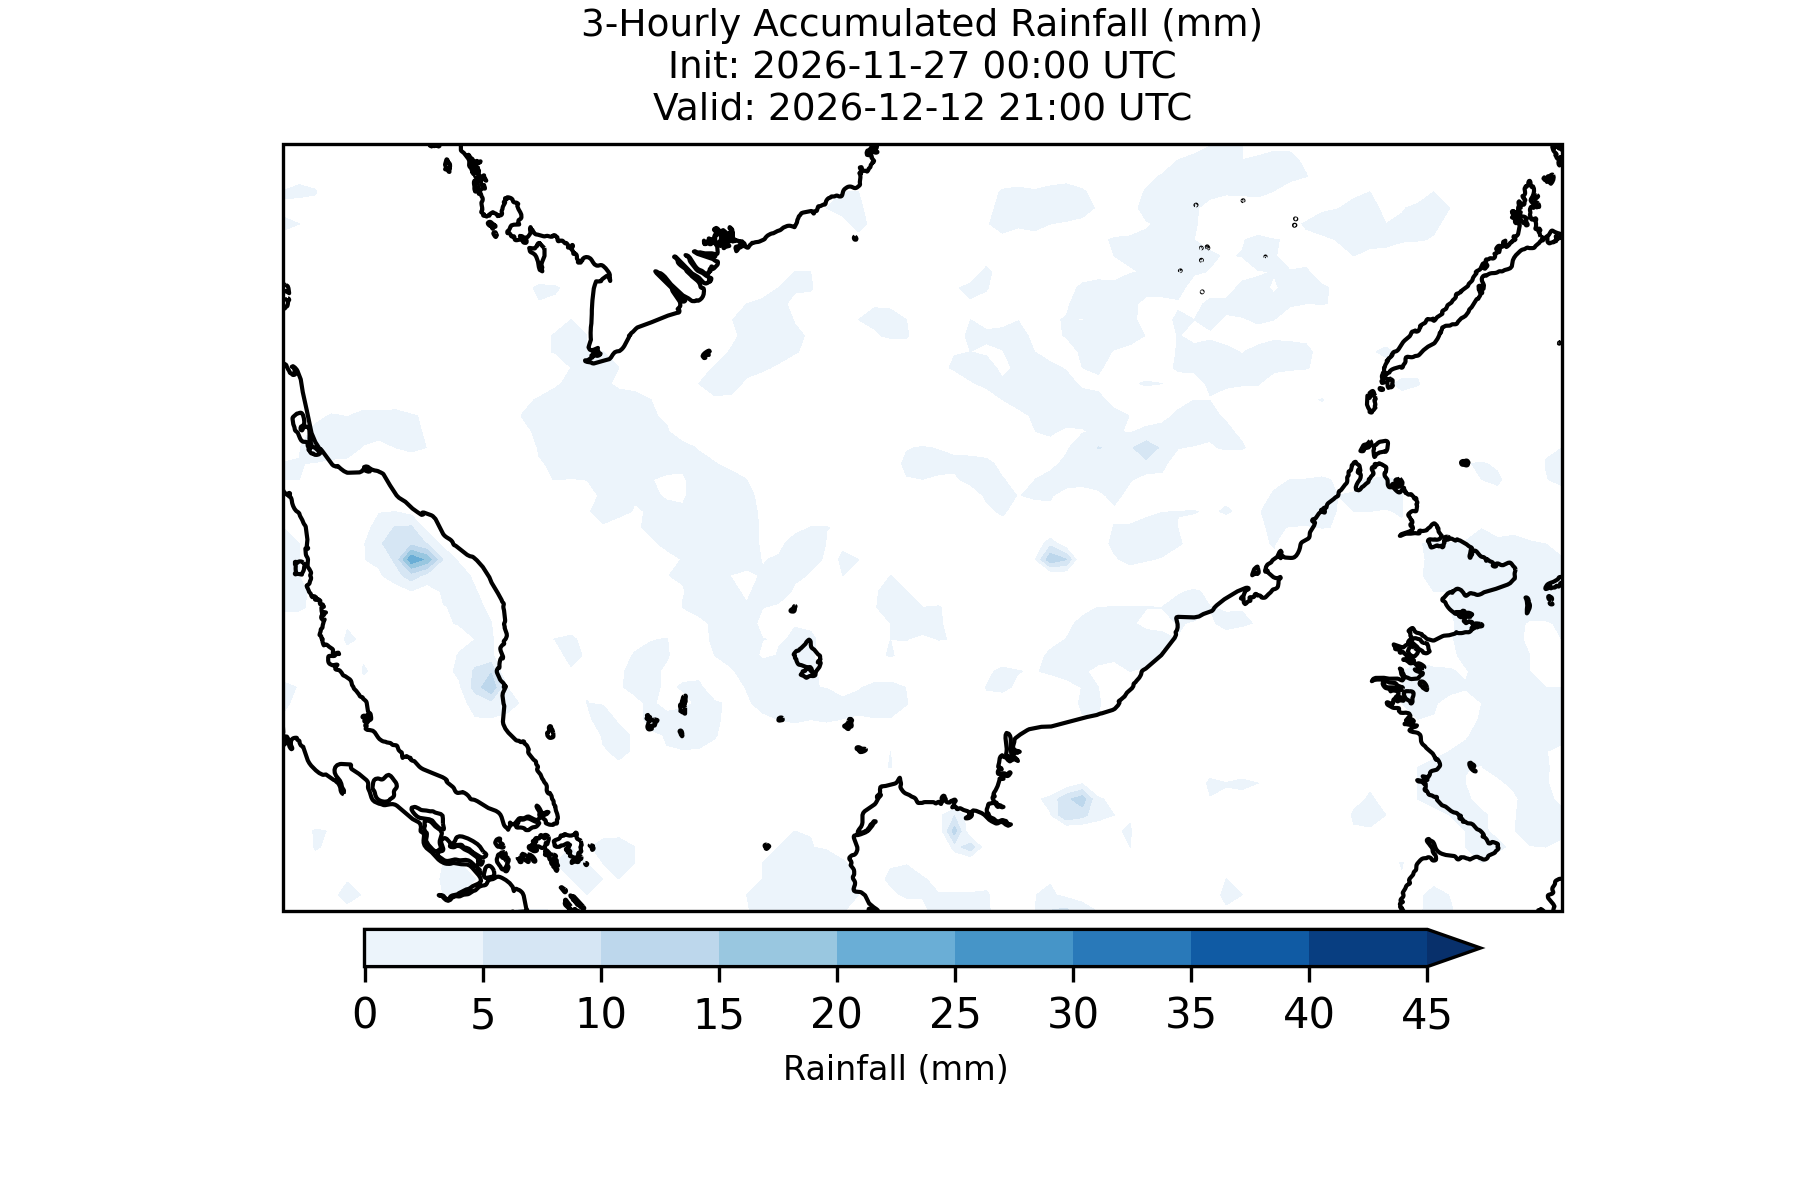 3-Hourly Accumulated Rainfall (mm)
Init: 2026-11-27 00:00 UTC
Valid: 2026-12-12 21:00 UTC
0 5 10 15 20 25 30 35 40 45
Rainfall (mm)